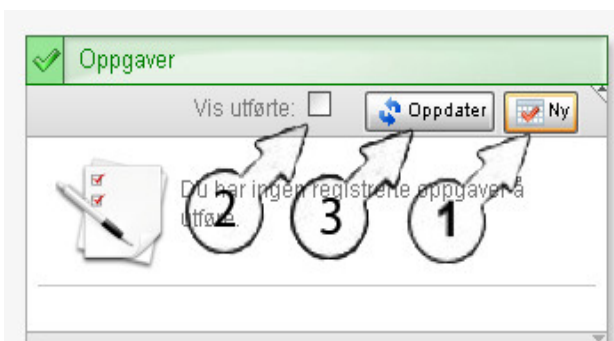 Oppgaver
Vis utførte: Oppdater Ny
Du har ingen registrerte oppgaver å
utføre.
2 3 1